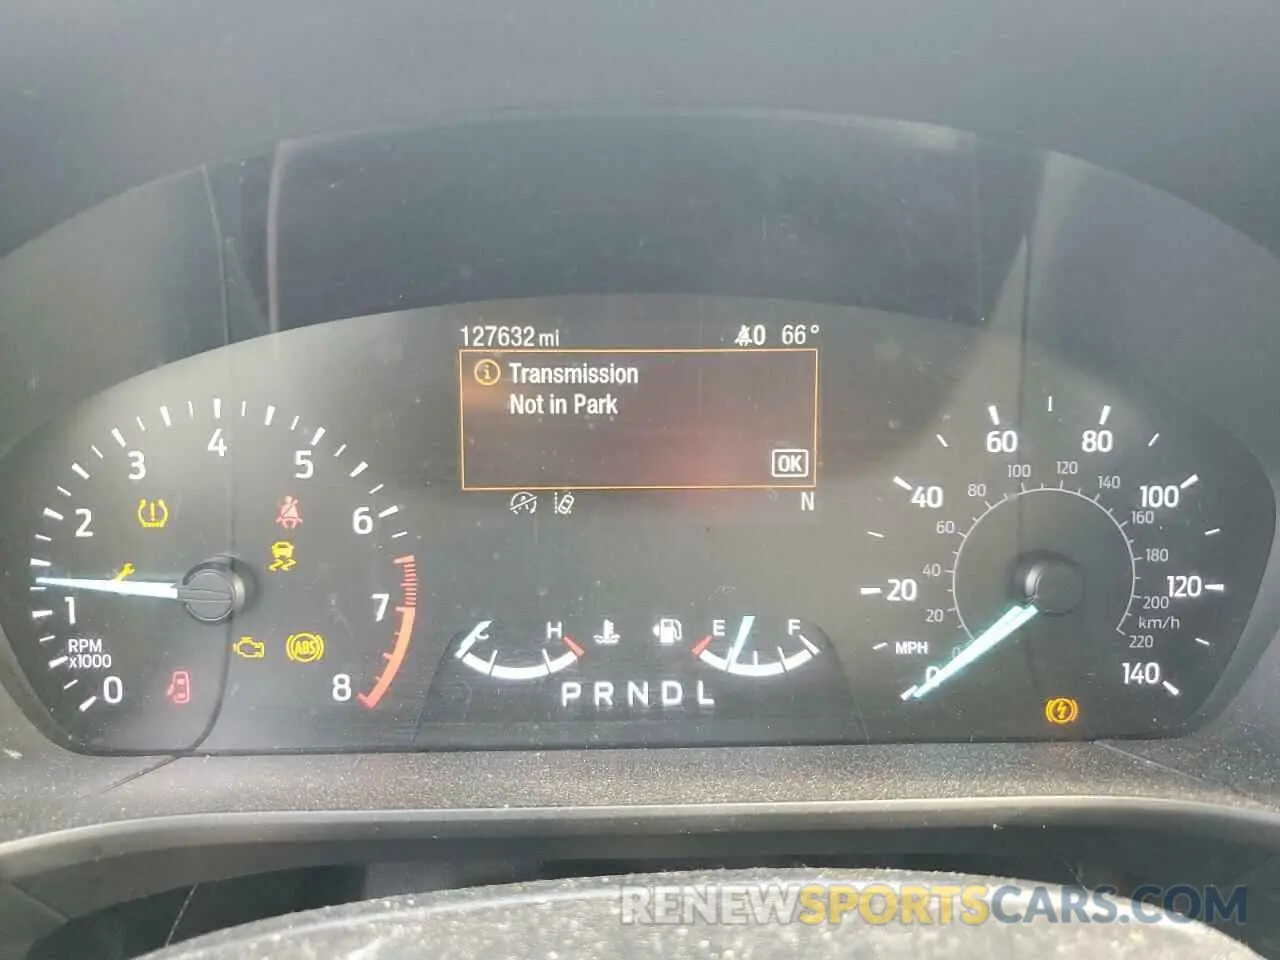 127632 mi 0 66°
Transmission
Not in Park
OK
N
0 1 2 3 4 5 6 7 8
RPM
x1000
ABS
C H
E F
PRNDL
0 20 40 60 80 100 120 140
MPH
0 20 40 60 80 100 120 140 160 180 200 220
km/h
RENEWSPORTSCARS.COM